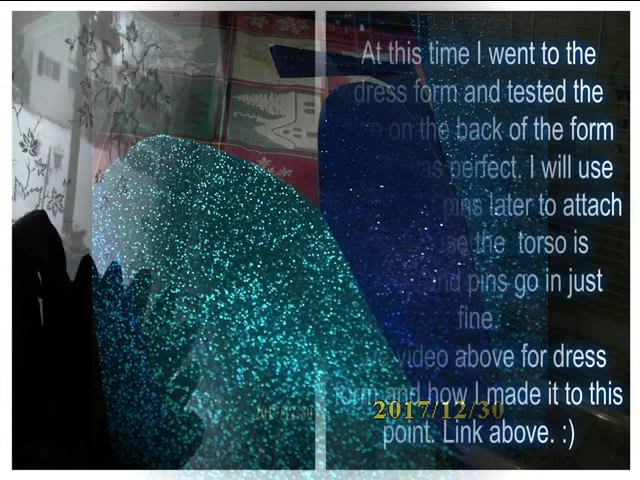 At this time I went to the
dress form and tested the
on the back of the form
perfect. I will use
pins later to attach
the torso is
pins go in just
fine.
video above for dress
form and how I made it to this
2017/12/30
point. Link above. :)